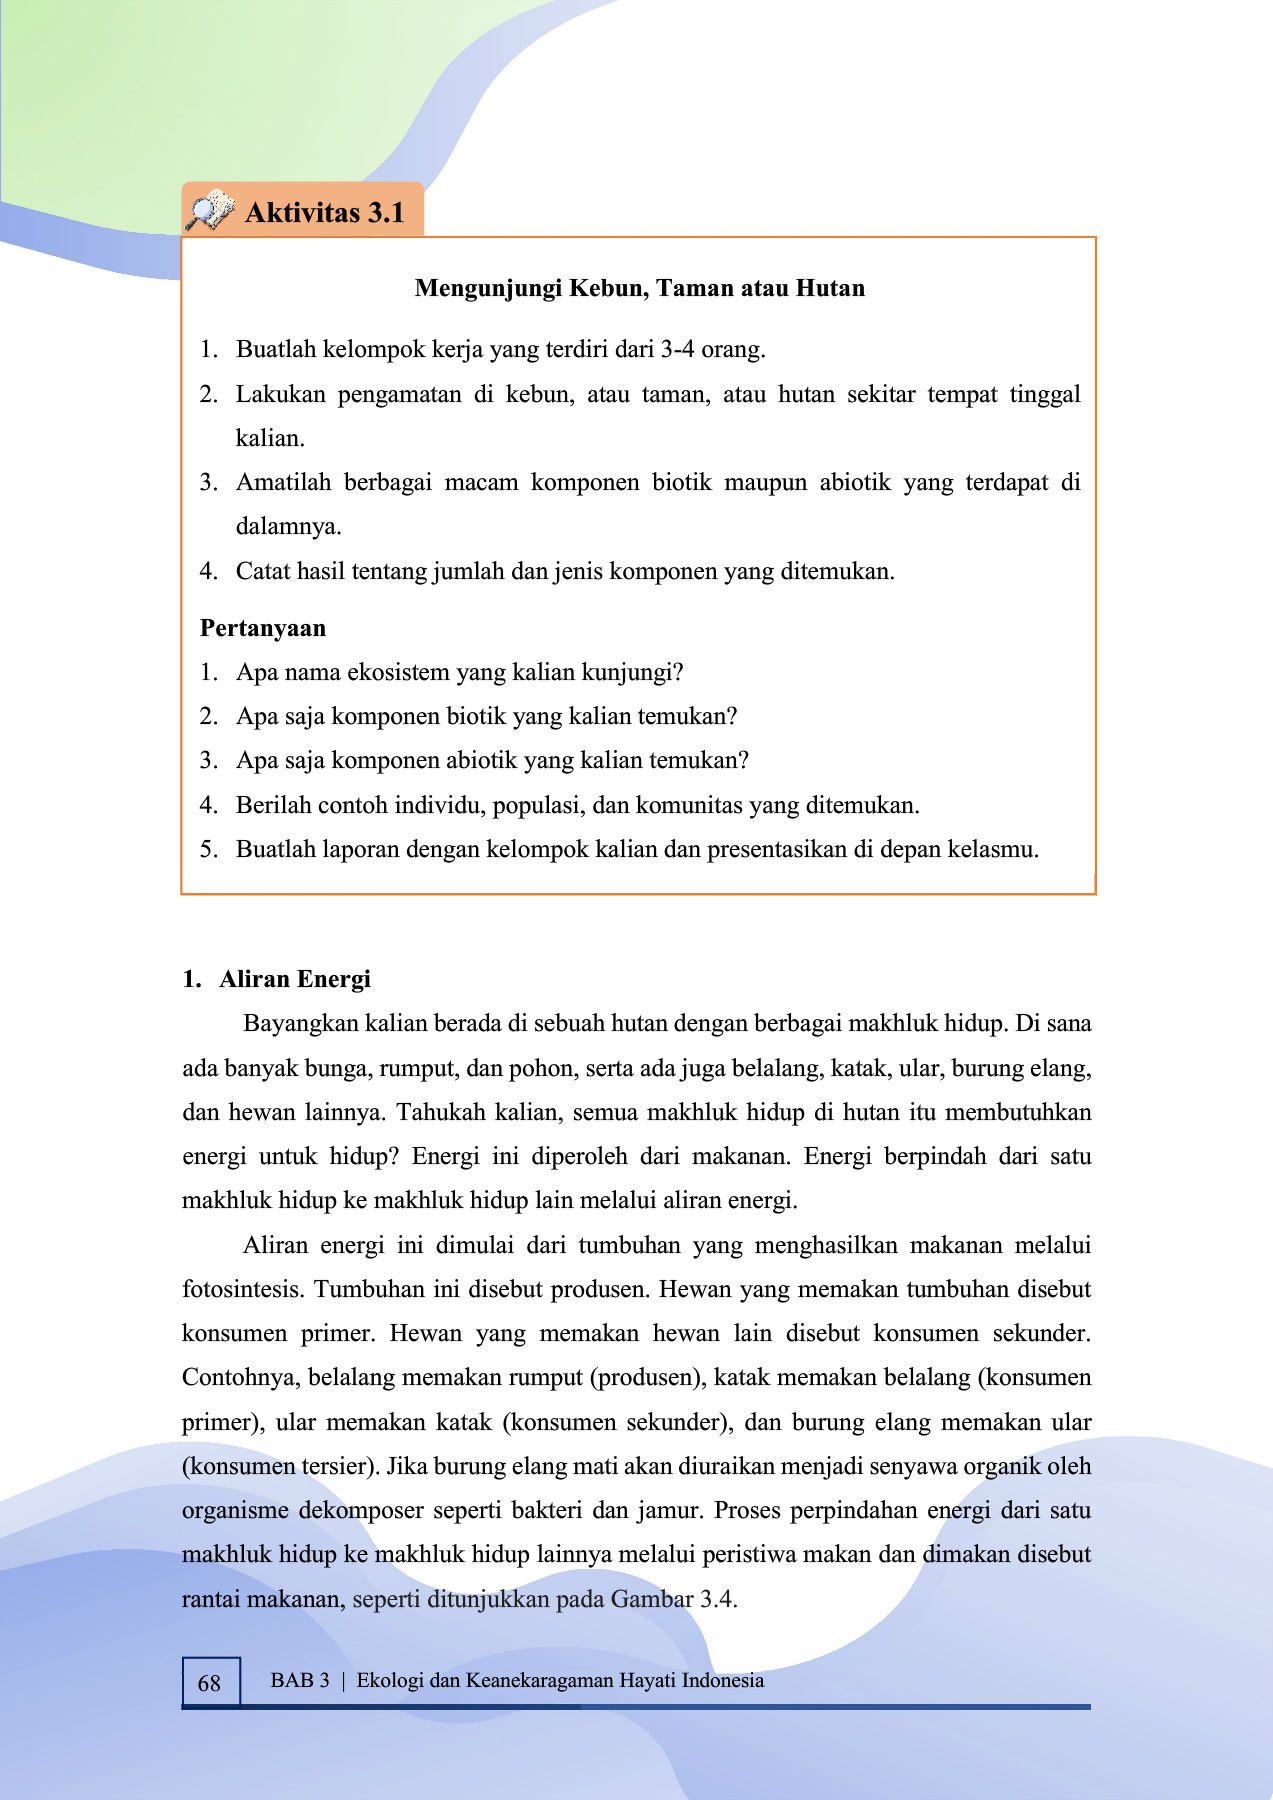 Aktivitas 3.1
Mengunjungi Kebun, Taman atau Hutan
1. Buatlah kelompok kerja yang terdiri dari 3-4 orang.
2. Lakukan pengamatan di kebun, atau taman, atau hutan sekitar tempat tinggal
kalian.
3. Amatilah berbagai macam komponen biotik maupun abiotik yang terdapat di
dalamnya.
4. Catat hasil tentang jumlah dan jenis komponen yang ditemukan.
Pertanyaan
1. Apa nama ekosistem yang kalian kunjungi?
2. Apa saja komponen biotik yang kalian temukan?
3. Apa saja komponen abiotik yang kalian temukan?
4. Berilah contoh individu, populasi, dan komunitas yang ditemukan.
5. Buatlah laporan dengan kelompok kalian dan presentasikan di depan kelasmu.
1. Aliran Energi
Bayangkan kalian berada di sebuah hutan dengan berbagai makhluk hidup. Di sana
ada banyak bunga, rumput, dan pohon, serta ada juga belalang, katak, ular, burung elang,
dan hewan lainnya. Tahukah kalian, semua makhluk hidup di hutan itu membutuhkan
energi untuk hidup? Energi ini diperoleh dari makanan. Energi berpindah dari satu
makhluk hidup ke makhluk hidup lain melalui aliran energi.
Aliran energi ini dimulai dari tumbuhan yang menghasilkan makanan melalui
fotosintesis. Tumbuhan ini disebut produsen. Hewan yang memakan tumbuhan disebut
konsumen primer. Hewan yang memakan hewan lain disebut konsumen sekunder.
Contohnya, belalang memakan rumput (produsen), katak memakan belalang (konsumen
primer), ular memakan katak (konsumen sekunder), dan burung elang memakan ular
(konsumen tersier). Jika burung elang mati akan diuraikan menjadi senyawa organik oleh
organisme dekomposer seperti bakteri dan jamur. Proses perpindahan energi dari satu
makhluk hidup ke makhluk hidup lainnya melalui peristiwa makan dan dimakan disebut
rantai makanan, seperti ditunjukkan pada Gambar 3.4.
68 BAB 3 | Ekologi dan Keanekaragaman Hayati Indonesia